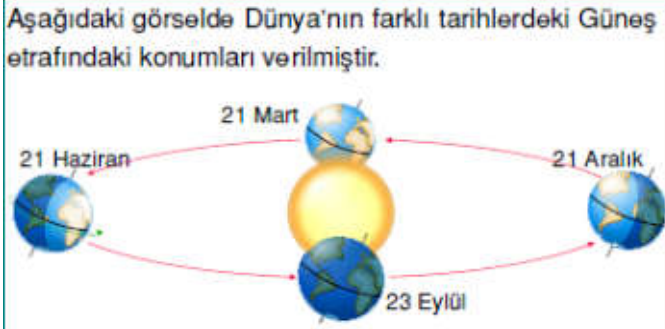 Aşağıdaki görselde Dünya'nın farklı tarihlerdeki Güneş
etrafındaki konumları verilmiştir.
21 Mart
21 Haziran
21 Aralık
23 Eylül